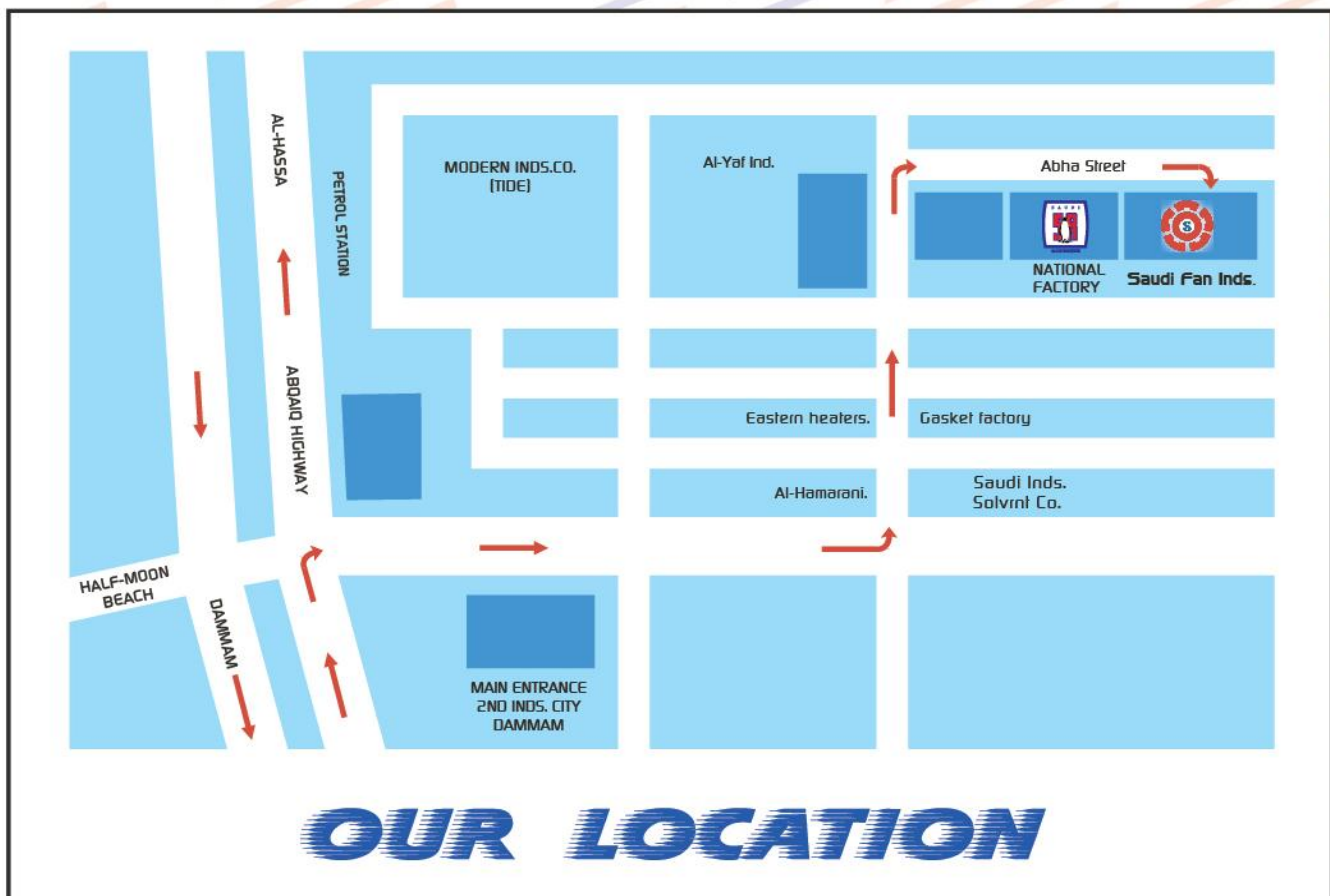 AL-HASSA
PETROL STATION
ABQAIQ HIGHWAY
HALF-MOON
BEACH
DAMMAM
MODERN INDS.CO.
(TIDE)
Al-Yaf Ind.
Abha Street
SAUDI
S
NATIONAL
FACTORY
Saudi Fan Inds.
Eastern heaters.
Gasket factory
Al-Hamarani.
Saudi Inds.
Solvrnt Co.
MAIN ENTRANCE
2ND INDS. CITY
DAMMAM
OUR LOCATION